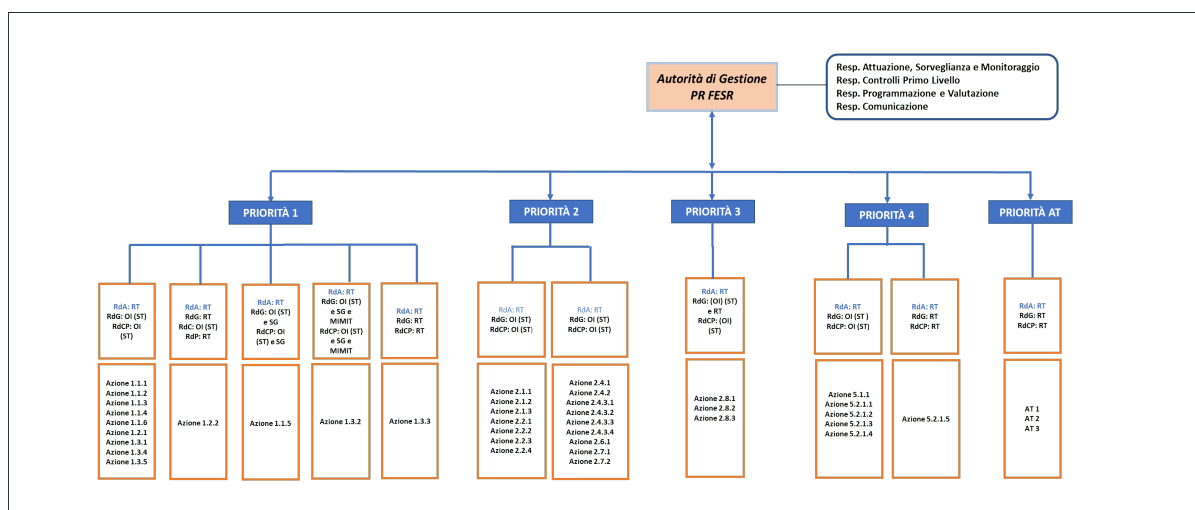 Autorità di Gestione
PR FESR
Resp. Attuazione, Sorveglianza e Monitoraggio
Resp. Controlli Primo Livello
Resp. Programmazione e Valutazione
Resp. Comunicazione
PRIORITÀ 1
PRIORITÀ 2
PRIORITÀ 3
PRIORITÀ 4
PRIORITÀ AT
RdA: RT
RdG: OI (ST)
RdCP: OI
(ST)
RdA: RT
RdG: RT
RdC: OI (ST)
RdP: RT
RdA: RT
RdG: OI (ST)
e SG
RdCP: OI
(ST) e SG
RdA: RT
RdG: OI (ST)
e SG e
MIMIT
RdCP: OI (ST)
e SG e
MIMIT
RdA: RT
RdG: RT
RdCP: RT
RdA: RT
RdG: OI (ST)
RdCP: OI (ST)
RdA: RT
RdG: OI (ST)
RdCP: OI (ST)
RdA: RT
RdG: (OI) (ST)
e RT
RdCP: (OI)
(ST)
RdA: RT
RdG: OI (ST )
RdCP: OI (ST)
RdA: RT
RdG: RT
RdCP: RT
RdA: RT
RdG: RT
RdCP: RT
Azione 1.1.1
Azione 1.1.2
Azione 1.1.3
Azione 1.1.4
Azione 1.1.6
Azione 1.2.1
Azione 1.3.1
Azione 1.3.4
Azione 1.3.5
Azione 1.2.2
Azione 1.1.5
Azione 1.3.2
Azione 1.3.3
Azione 2.1.1
Azione 2.1.2
Azione 2.1.3
Azione 2.2.1
Azione 2.2.2
Azione 2.2.3
Azione 2.2.4
Azione 2.4.1
Azione 2.4.2
Azione 2.4.3.1
Azione 2.4.3.2
Azione 2.4.3.3
Azione 2.4.3.4
Azione 2.6.1
Azione 2.7.1
Azione 2.7.2
Azione 2.8.1
Azione 2.8.2
Azione 2.8.3
Azione 5.1.1
Azione 5.2.1.1
Azione 5.2.1.2
Azione 5.2.1.3
Azione 5.2.1.4
Azione 5.2.1.5
AT 1
AT 2
AT 3